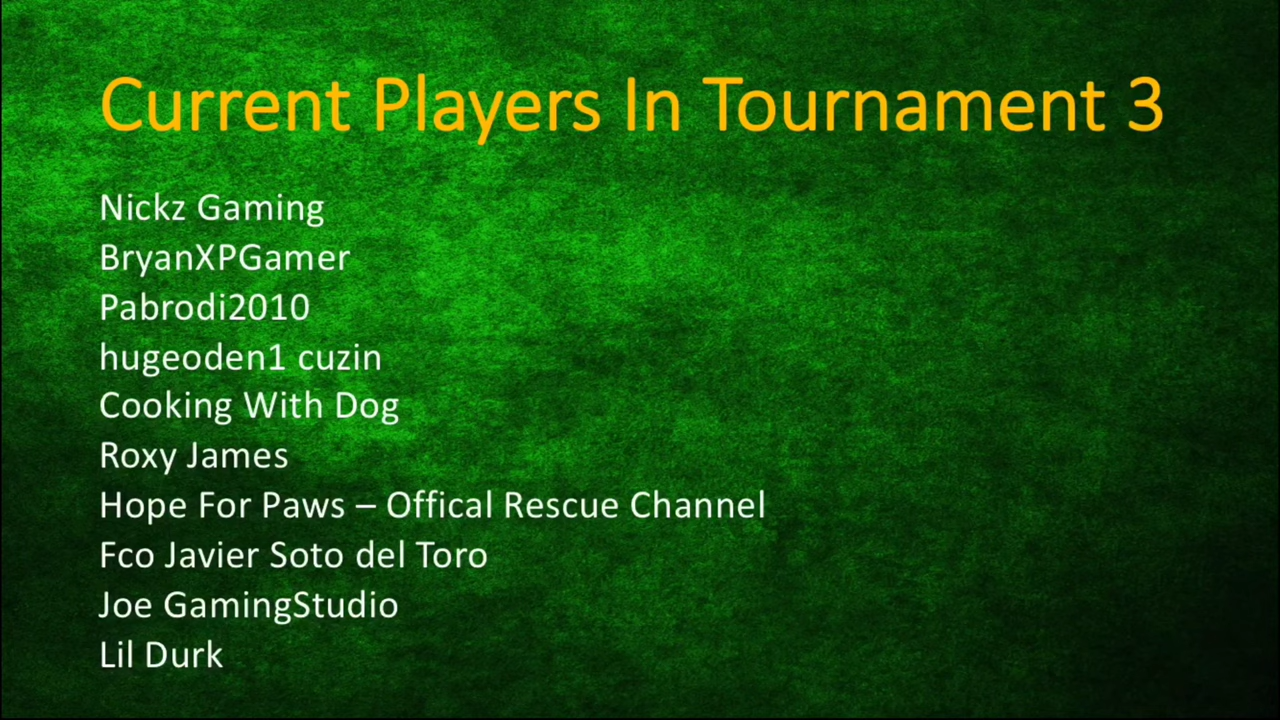 Current Players In Tournament 3
Nickz Gaming
BryanXPGamer
Pabrodi2010
hugeoden1 cuzin
Cooking With Dog
Roxy James
Hope For Paws – Offical Rescue Channel
Fco Javier Soto del Toro
Joe GamingStudio
Lil Durk